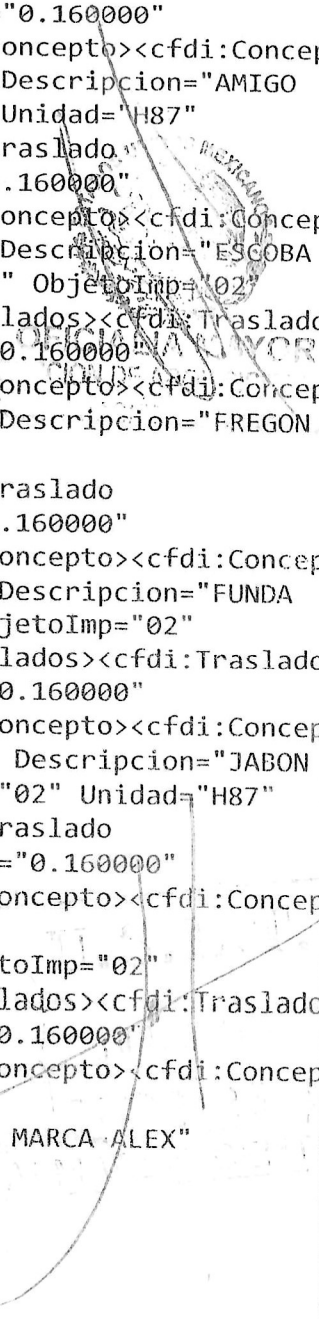 "0.160000"
oncepto><cfdi:Concep
Descripcion="AMIGO
Unidad="H87"
raslado
.160000"
onceptos><cfdi:Concep
Descripcion="ESCOBA
" ObjetoImp="02"
lados><cfdi:Traslado
0.160000"
oncepto><cfdi:Concep
Descripcion="FREGON
raslado
.160000"
oncepto><cfdi:Concep
Descripcion="FUNDA
jetoImp="02"
lados><cfdi:Traslado
0.160000"
oncepto><cfdi:Concep
Descripcion="JABON
"02" Unidad="H87"
raslado
="0.160000"
oncepto><cfdi:Concep
toImp="02"
lados><cfdi:Traslado
0.160000"
oncepto><cfdi:Concep
MARCA ALEX"